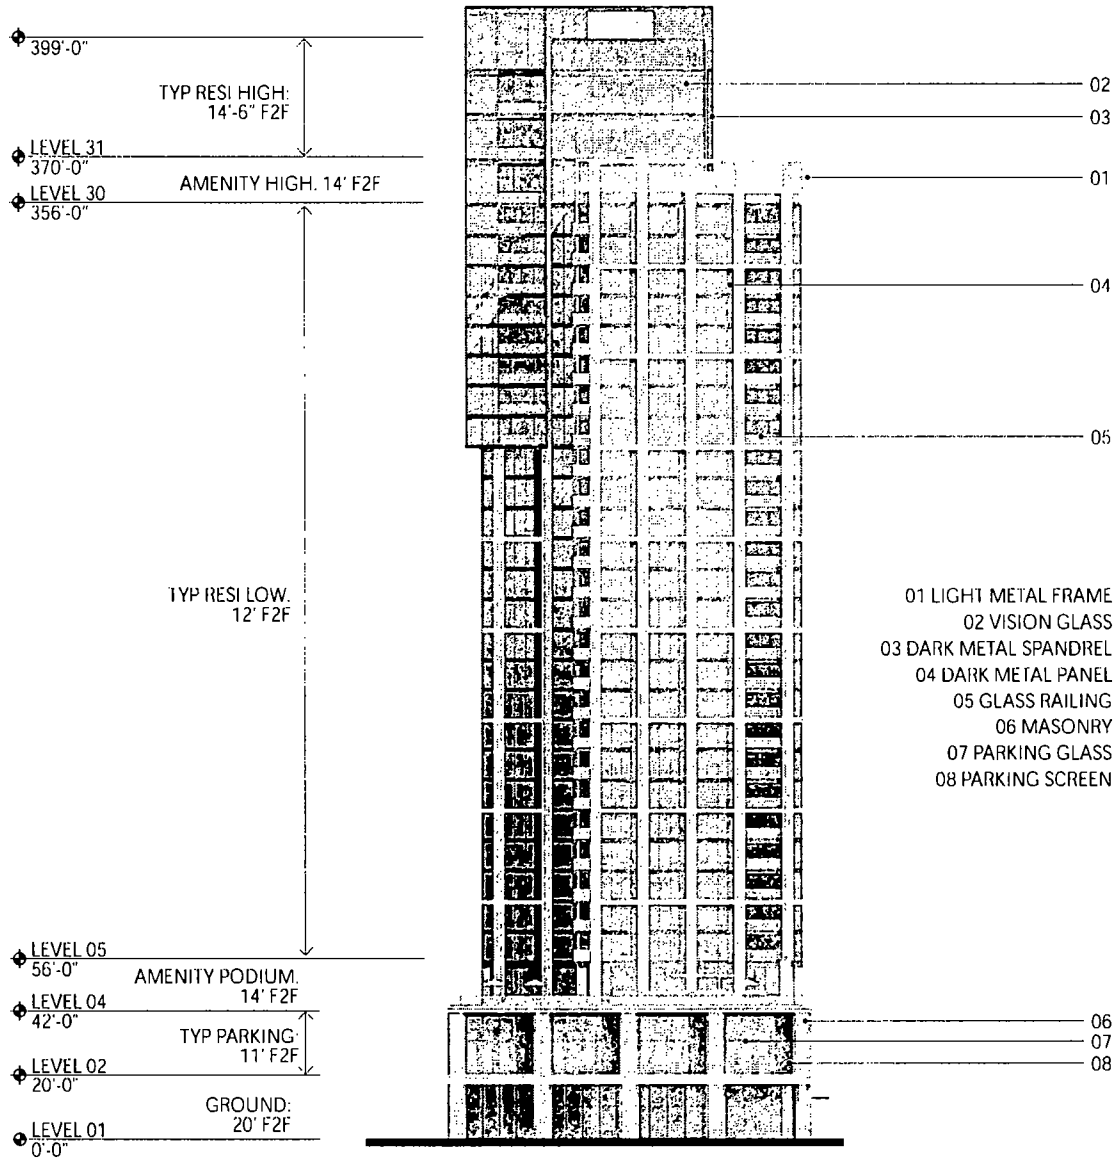 399'-0"
TYP RESI HIGH:
14'-6" F2F
LEVEL 31
370'-0"
AMENITY HIGH. 14' F2F
LEVEL 30
356'-0"
TYP RESI LOW.
12' F2F
LEVEL 05
56'-0"
AMENITY PODIUM.
14' F2F
LEVEL 04
42'-0"
TYP PARKING:
11' F2F
LEVEL 02
20'-0"
GROUND:
20' F2F
LEVEL 01
0'-0"
02
03
01
04
05
01 LIGHT METAL FRAME
02 VISION GLASS
03 DARK METAL SPANDREL
04 DARK METAL PANEL
05 GLASS RAILING
06 MASONRY
07 PARKING GLASS
08 PARKING SCREEN
06
07
08